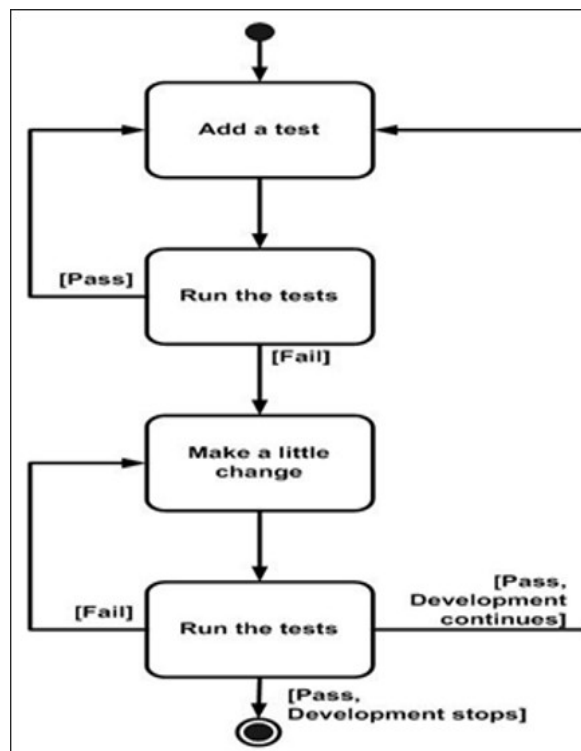 Add a test
[Pass]
Run the tests
[Fail]
Make a little
change
[Fail]
Run the tests
[Pass,
Development
continues]
[Pass,
Development stops]